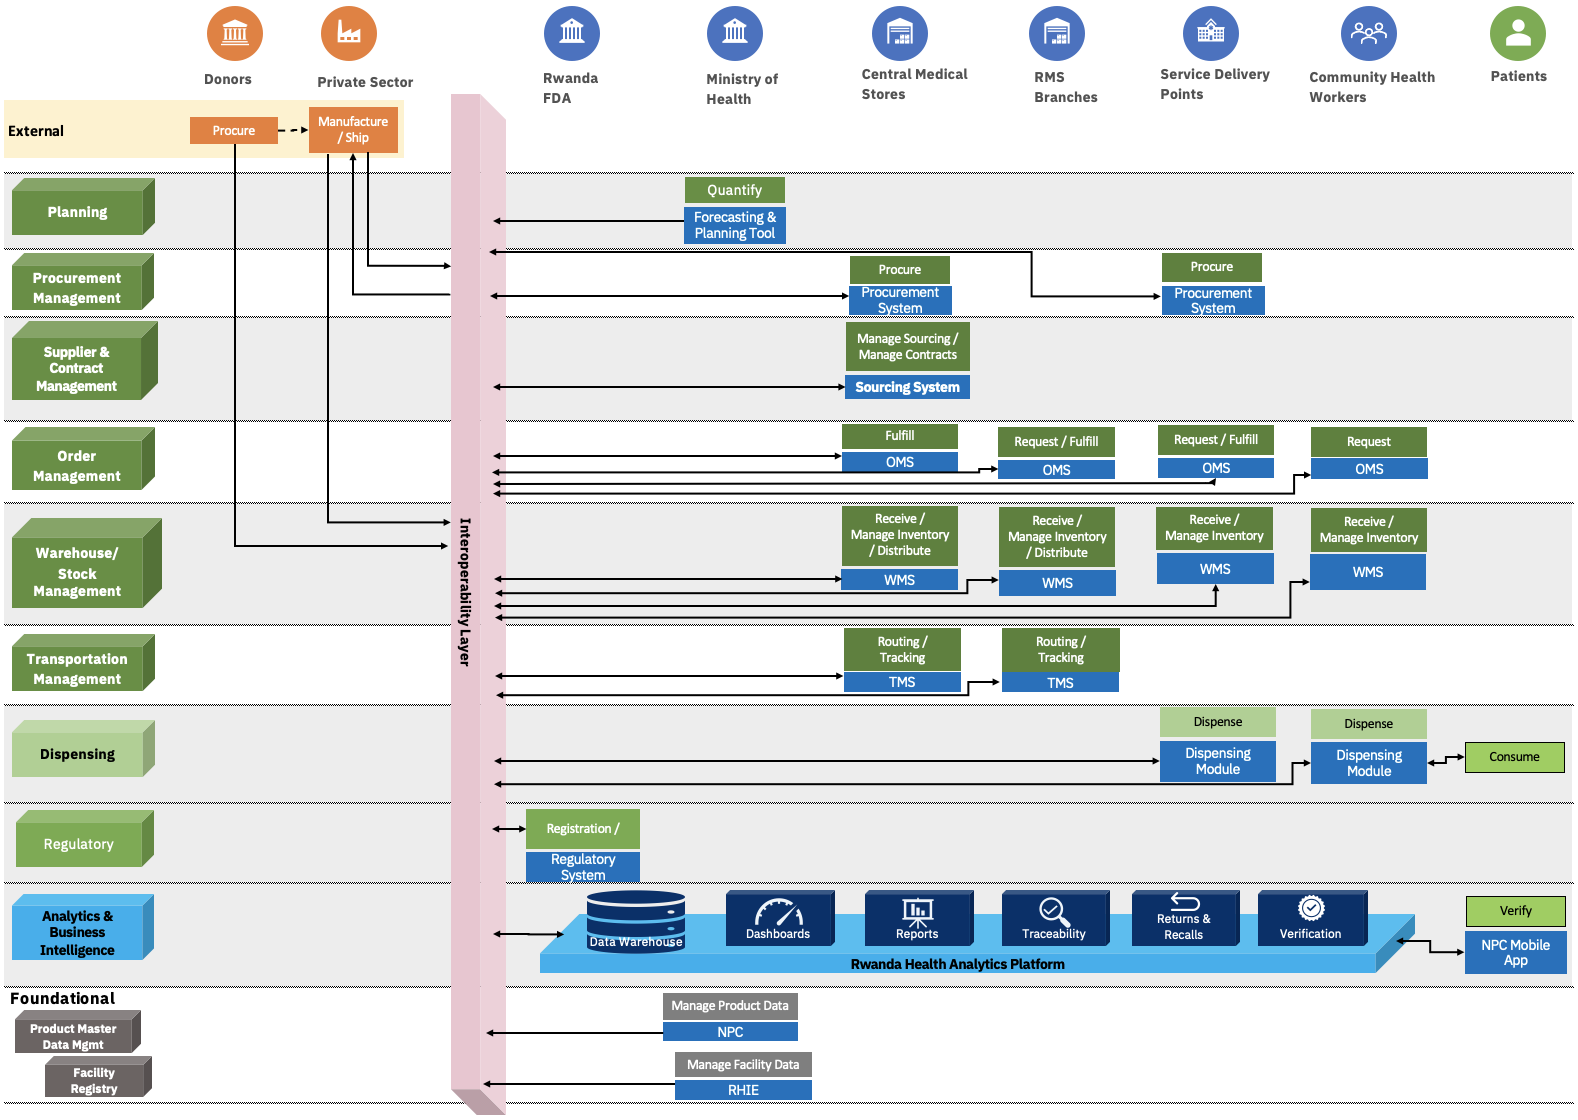 Donors
Private Sector
Rwanda
FDA
Ministry of
Health
Central Medical
Stores
RMS
Branches
Service Delivery
Points
Community Health
Workers
Patients
External
Procure
Manufacture
/ Ship
Planning
Quantify
Forecasting &
Planning Tool
Procurement
Management
Procure
Procurement
System
Procure
Procurement
System
Supplier &
Contract
Management
Manage Sourcing /
Manage Contracts
Sourcing System
Order
Management
Fulfill
OMS
Request / Fulfill
OMS
Request / Fulfill
OMS
Request
OMS
Interoperability Layer
Warehouse/
Stock
Management
Receive /
Manage Inventory
/ Distribute
WMS
Receive /
Manage Inventory
/ Distribute
WMS
Receive /
Manage Inventory
WMS
Receive /
Manage Inventory
WMS
Transportation
Management
Routing /
Tracking
TMS
Routing /
Tracking
TMS
Dispensing
Dispense
Dispensing
Module
Dispense
Dispensing
Module
Consume
Regulatory
Registration /
Regulatory
System
Analytics &
Business
Intelligence
Data Warehouse
Dashboards
Reports
Traceability
Returns &
Recalls
Verification
Rwanda Health Analytics Platform
Verify
NPC Mobile
App
Foundational
Product Master
Data Mgmt
Manage Product Data
NPC
Facility
Registry
Manage Facility Data
RHIE